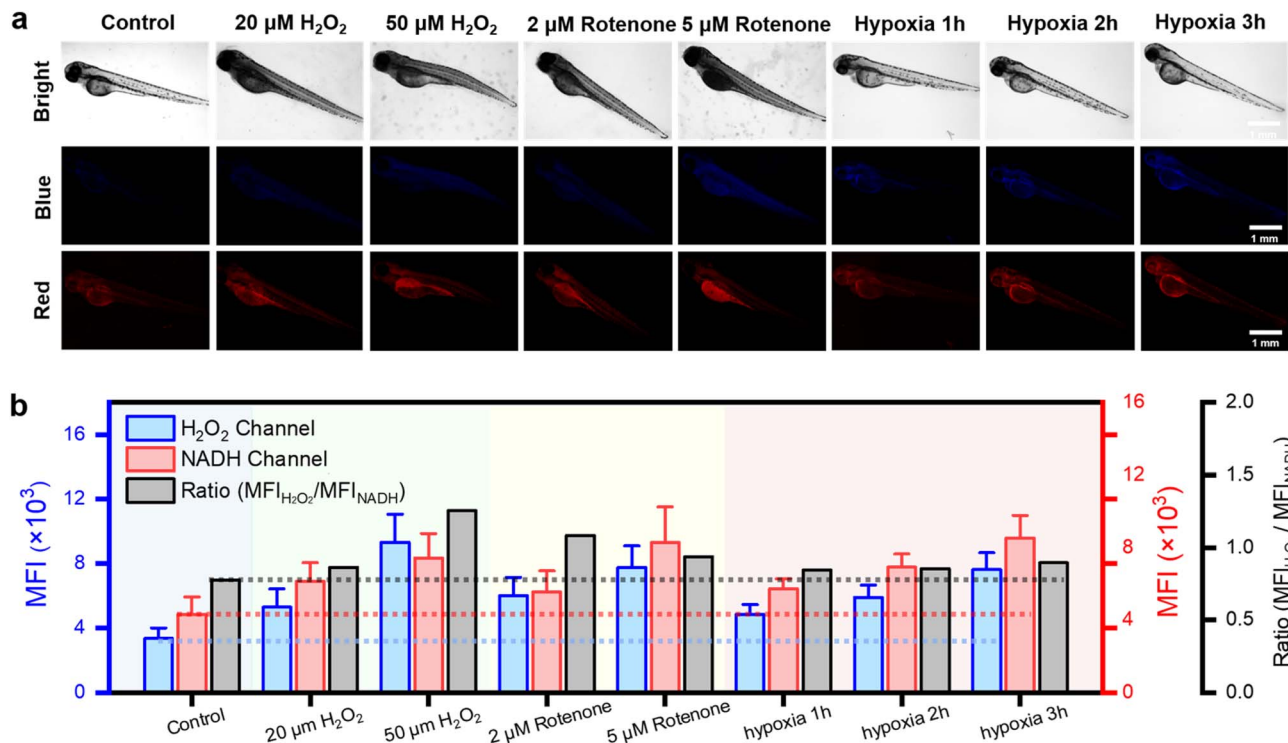 a
Control
20 µM H₂O₂
50 µM H₂O₂
2 µM Rotenone
5 µM Rotenone
Hypoxia 1h
Hypoxia 2h
Hypoxia 3h
Bright
1 mm
Blue
1 mm
Red
1 mm
b
H₂O₂ Channel
NADH Channel
Ratio (MFI_H₂O₂/MFI_NADH)
MFI (×10³)
16
12
8
4
0
MFI (×10³)
16
12
8
4
0
Ratio (MFI_H₂O₂ / MFI_NADH)
2.0
1.5
1.0
0.5
0.0
Control
20 µm H₂O₂
50 µm H₂O₂
2 µM Rotenone
5 µM Rotenone
hypoxia 1h
hypoxia 2h
hypoxia 3h